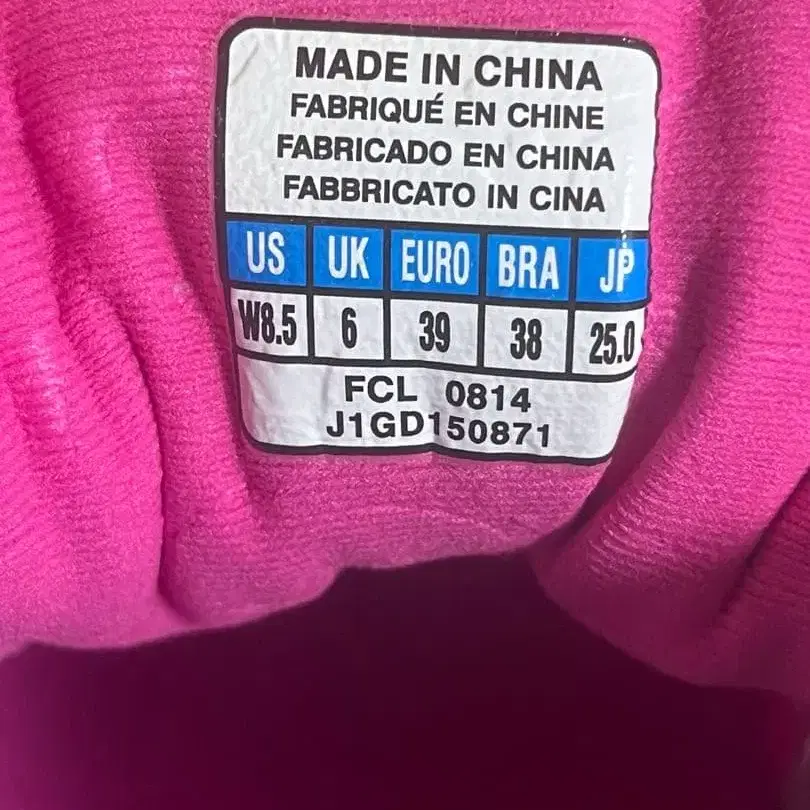 MADE IN CHINA
FABRIQUÉ EN CHINE
FABRICADO EN CHINA
FABBRICATO IN CINA
US UK EURO BRA JP
W8.5 6 39 38 25.0
FCL 0814
J1GD150871